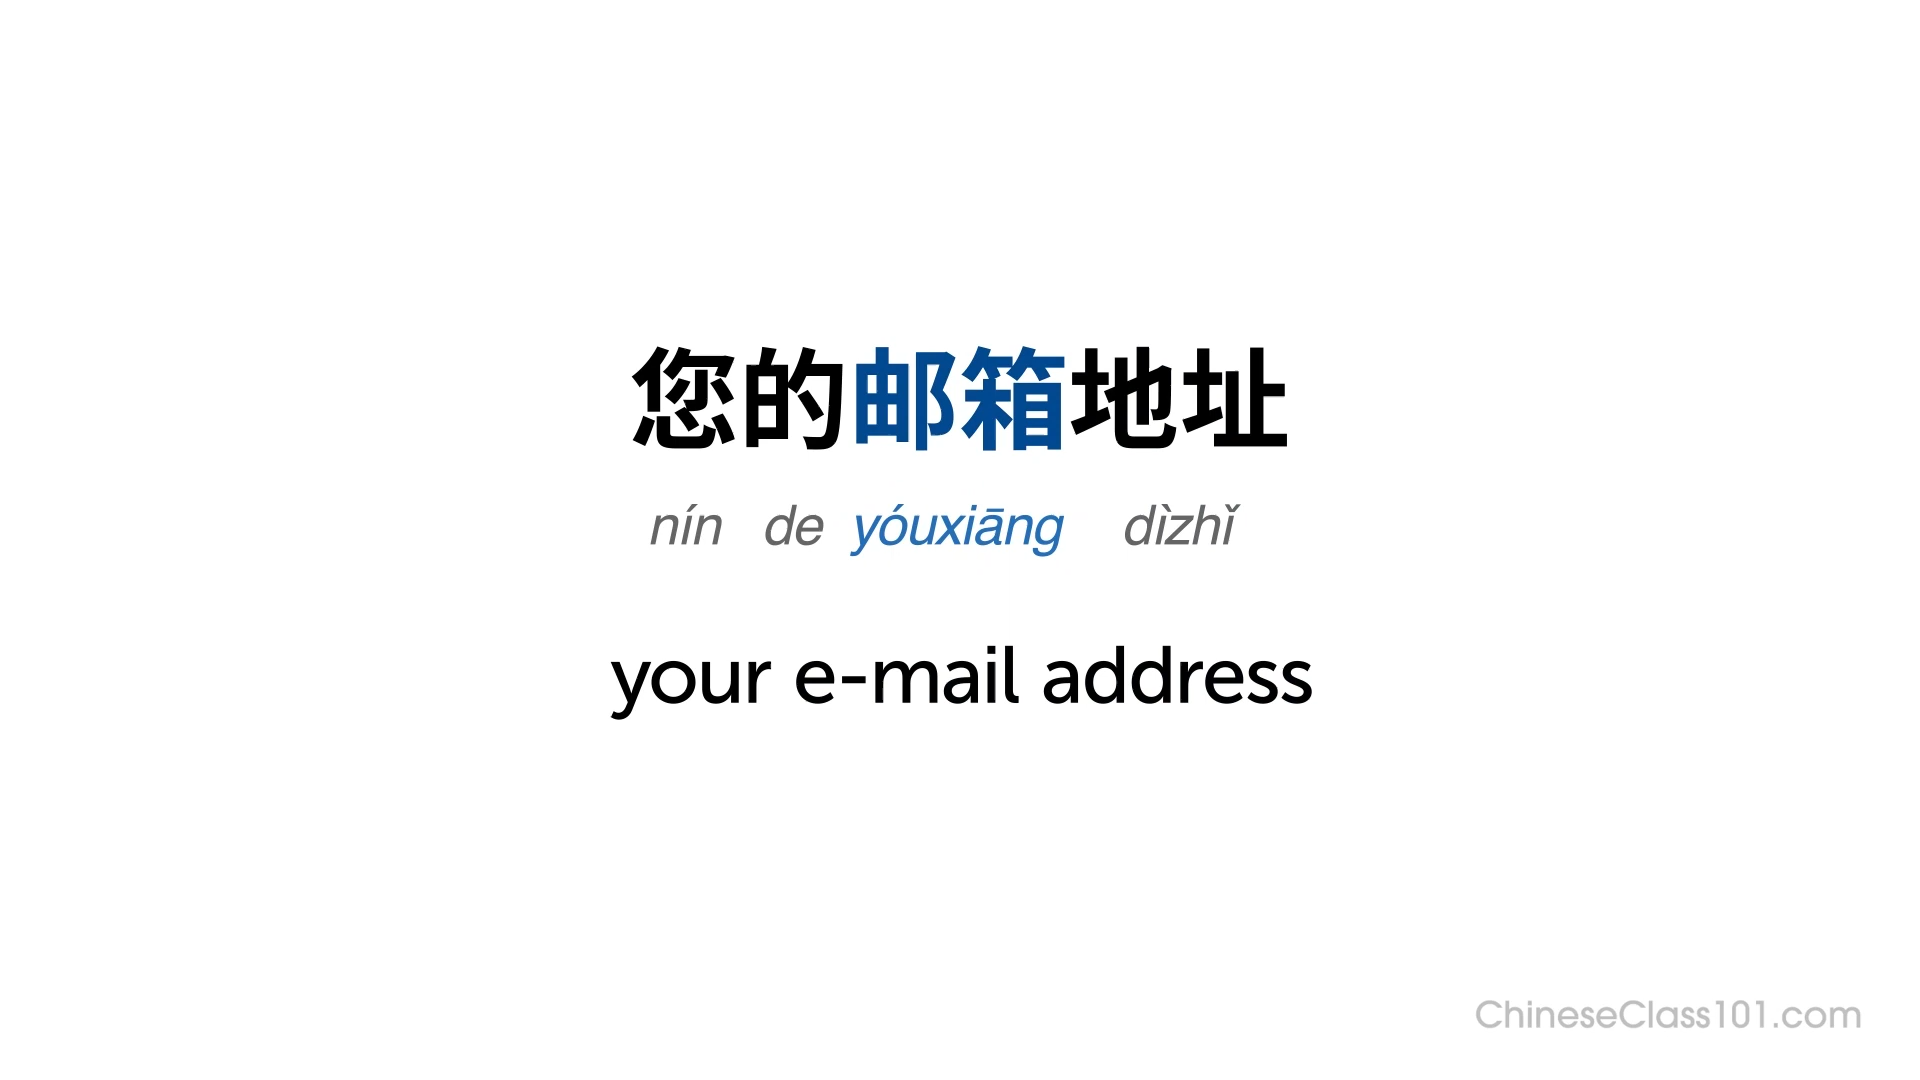 您的邮箱地址
nín de yóuxiāng dìzhǐ
your e-mail address
ChineseClass101.com